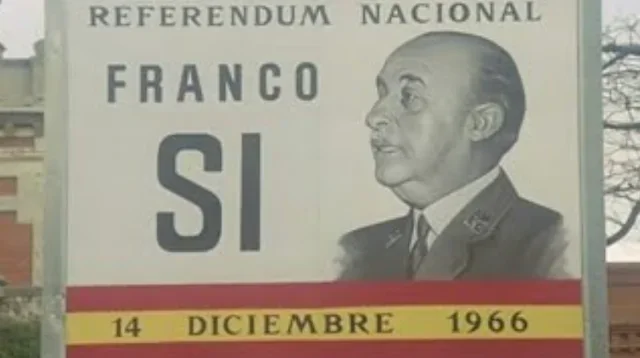 REFERENDUM NACIONAL
FRANCO
SI
14 DICIEMBRE 1966